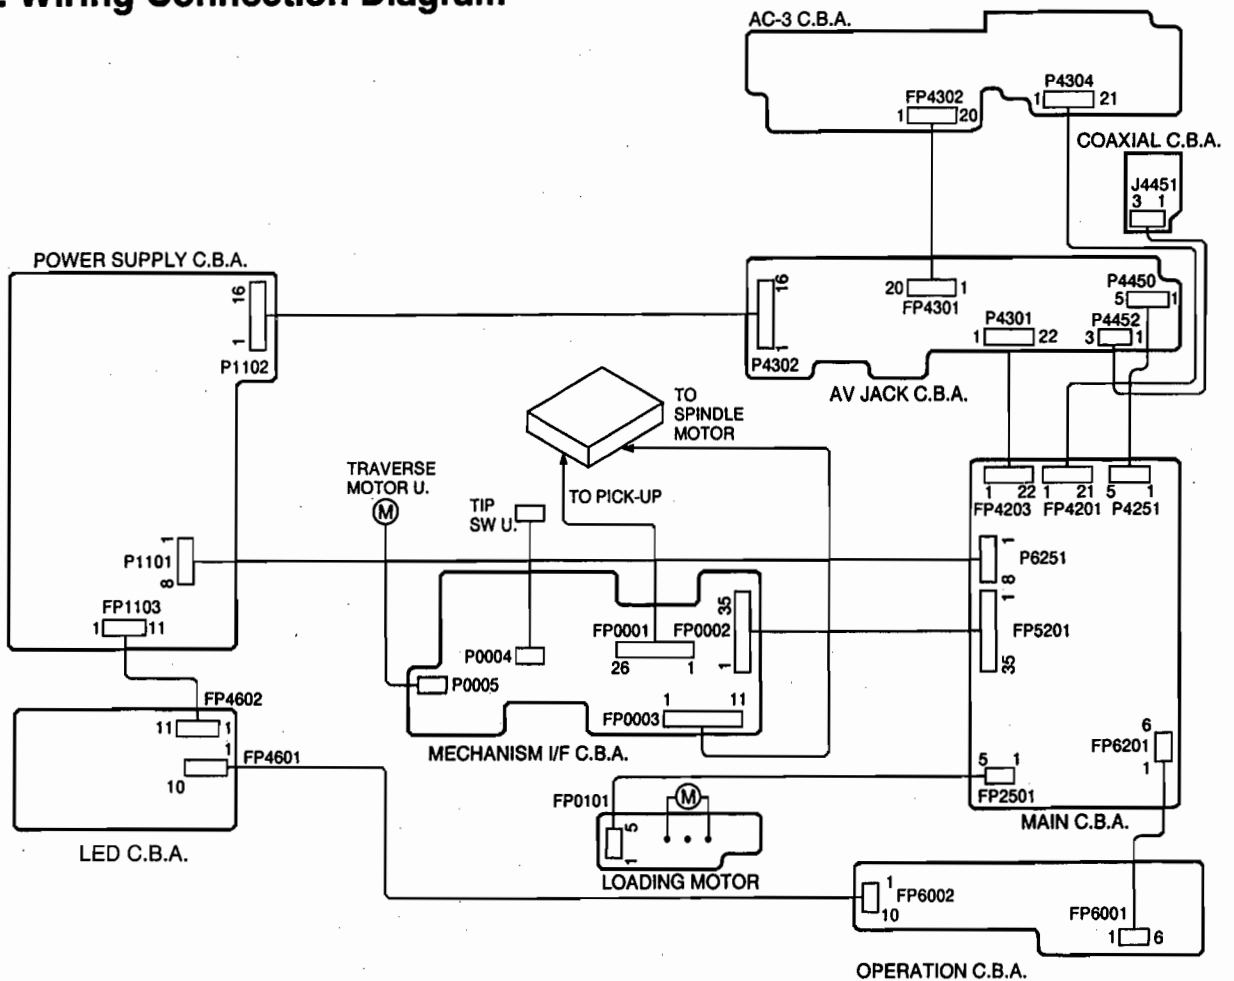 . Wiring Connection Diagram
AC-3 C.B.A.
P4304
1 21
FP4302
1 20
COAXIAL C.B.A.
J4451
3 1
POWER SUPPLY C.B.A.
16
1
P1102
16
1
P4302
20 1
FP4301
P4301
1 22
P4450
5 1
P4452
3 1
AV JACK C.B.A.
TO
SPINDLE
MOTOR
TRAVERSE
MOTOR U.
M
TIP
SW U.
TO PICK-UP
1 22
FP4203
1 21
FP4201
5 1
P4251
P1101
1
8
1
8
P6251
FP1103
1 11
FP0001
26 1
FP0002
35
1
1
35
FP5201
P0004
P0005
1 11
FP0003
MECHANISM I/F C.B.A.
FP4602
11 1
1
10
FP4601
LED C.B.A.
6
FP6201
1
5 1
FP2501
MAIN C.B.A.
FP0101
5
1
M
LOADING MOTOR
1
FP6002
10
FP6001
1 6
OPERATION C.B.A.